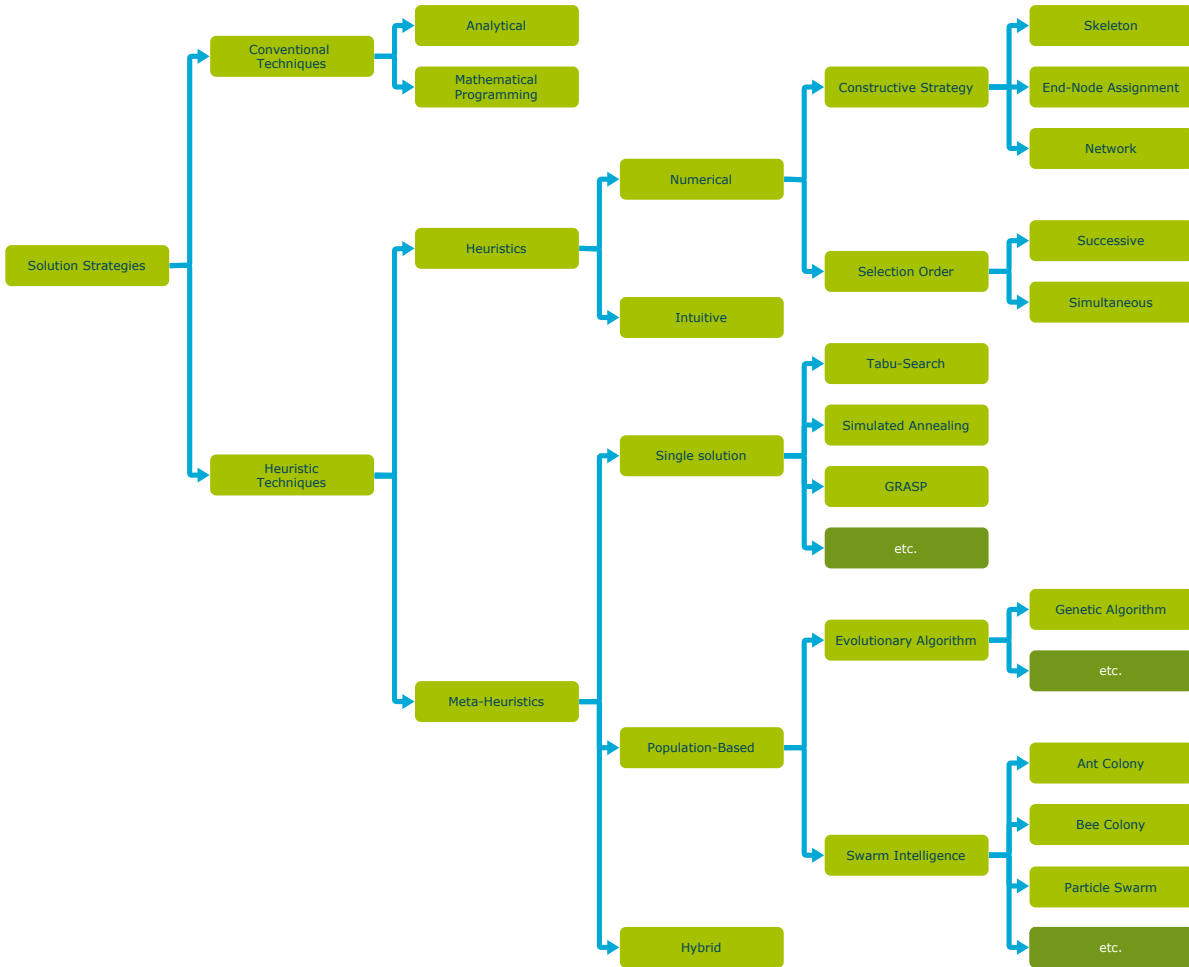 Analytical
Skeleton
Conventional
Techniques
Mathematical
Programming
Constructive Strategy
End-Node Assignment
Network
Numerical
Successive
Heuristics
Solution Strategies
Selection Order
Simultaneous
Intuitive
Tabu-Search
Simulated Annealing
Single solution
Heuristic
Techniques
GRASP
etc.
Genetic Algorithm
Evolutionary Algorithm
etc.
Meta-Heuristics
Population-Based
Ant Colony
Bee Colony
Swarm Intelligence
Particle Swarm
Hybrid
etc.